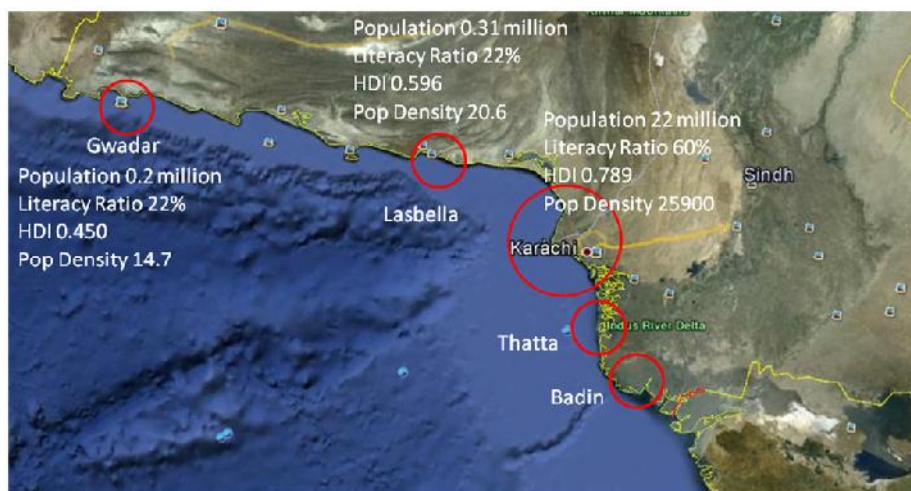 Population 0.31 million
Literacy Ratio 22%
HDI 0.596
Pop Density 20.6
Population 22 million
Literacy Ratio 60%
HDI 0.789
Pop Density 25900
Gwadar
Population 0.2 million
Literacy Ratio 22%
HDI 0.450
Pop Density 14.7
Lasbella
Sindh
Karachi
Thatta
Indus River Delta
Badin